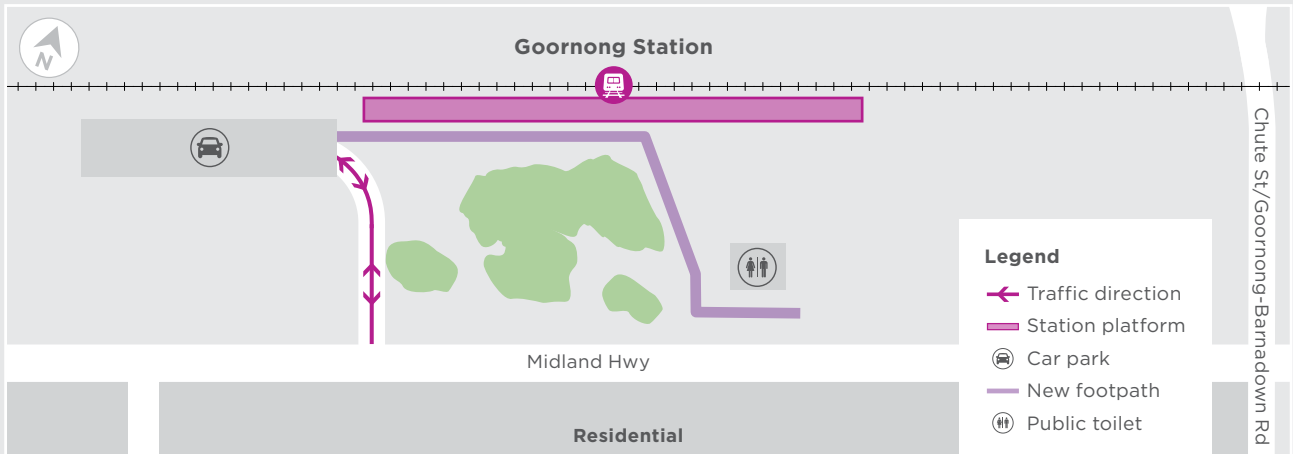 N
Goornong Station
Chute St/Goornong-Barnadown Rd
Legend
Traffic direction
Station platform
Car park
New footpath
Public toilet
Midland Hwy
Residential